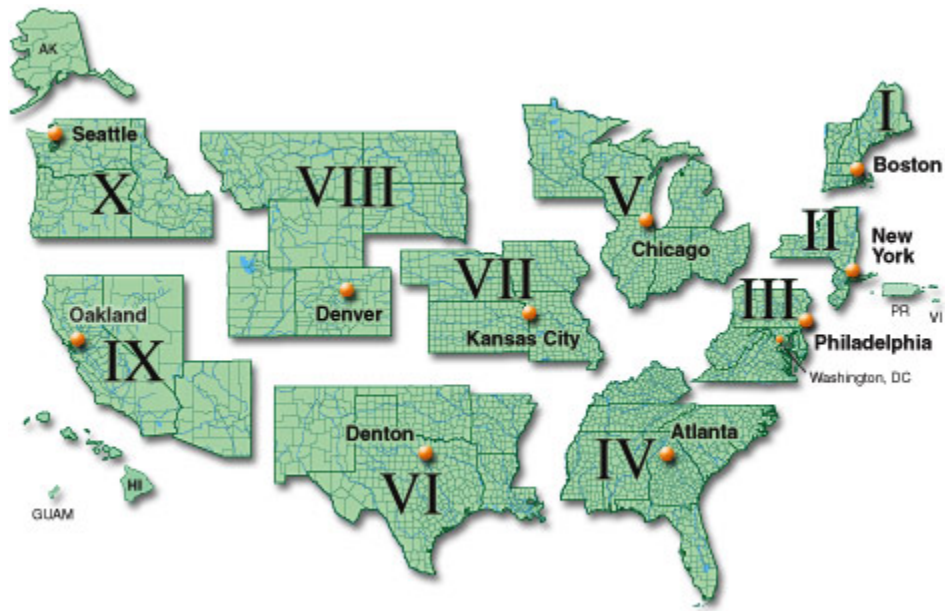 AK
Seattle
X
VIII
Denver
V
Chicago
I
Boston
II
New
York
PR
VI
III
Philadelphia
Washington, DC
VII
Kansas City
Oakland
IX
HI
GUAM
Denton
VI
IV
Atlanta